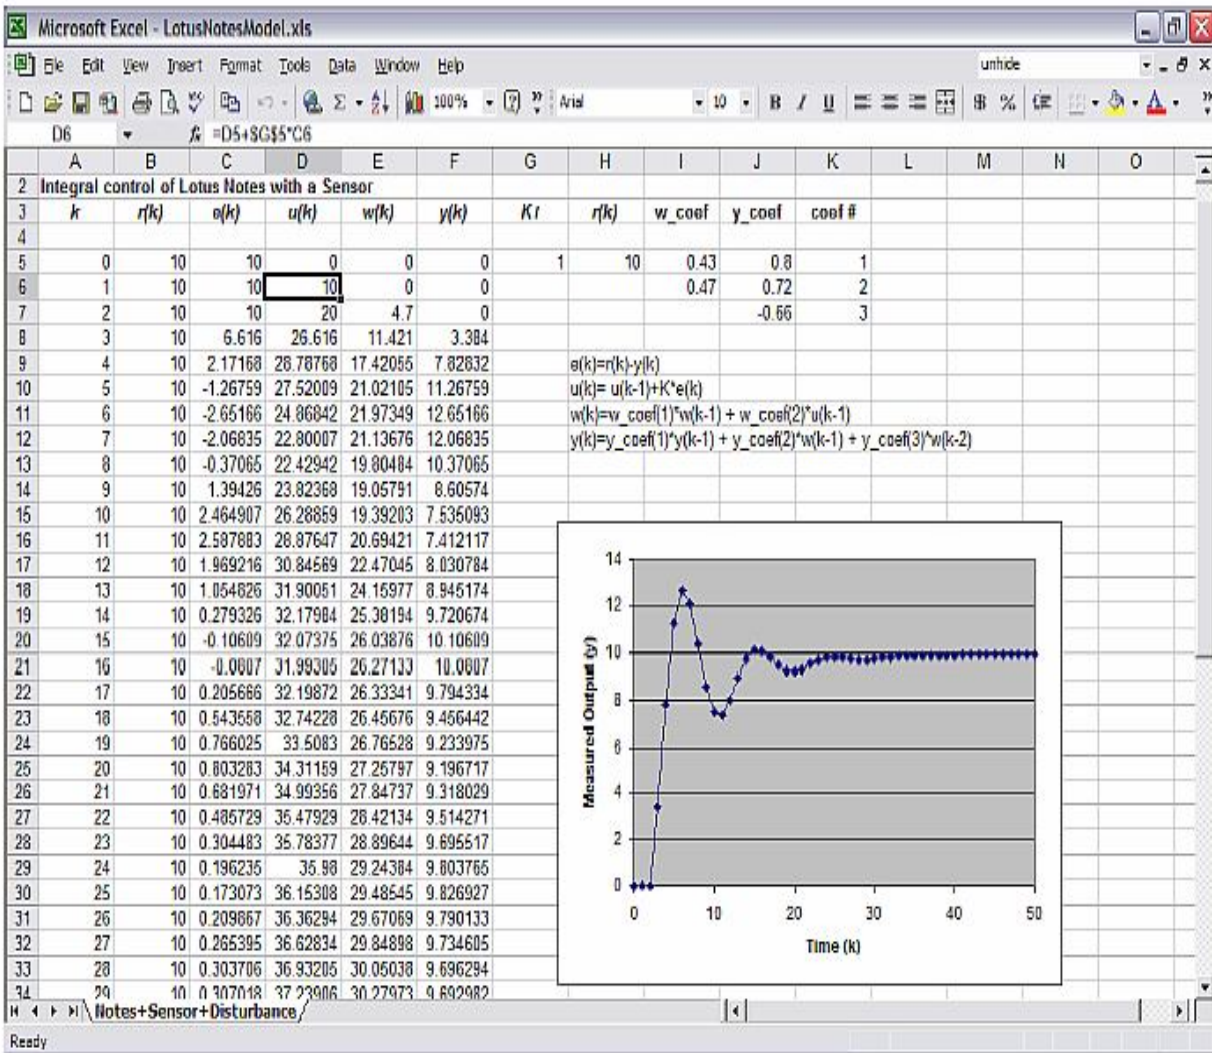 Microsoft Excel - LotusNotesModel.xls
File Edit View Insert Format Tools Data Window Help unhide
100% Arial 10 B I U
D6 fx =D5+$G$5*C6
A B C D E F G H I J K L M N O
2 Integral control of Lotus Notes with a Sensor
3 k r(k) e(k) u(k) w(k) y(k) KI r(k) w_coef y_coef coef #
4
5 0 10 10 0 0 0 1 10 0.43 0.8 1
6 1 10 10 10 0 0 0.47 0.72 2
7 2 10 10 20 4.7 0 -0.66 3
8 3 10 6.616 26.616 11.421 3.384
9 4 10 2.17168 28.78768 17.42055 7.82832 e(k)=r(k)-y(k)
10 5 10 -1.26759 27.52009 21.02105 11.26759 u(k)= u(k-1)+K*e(k)
11 6 10 -2.65166 24.86842 21.97349 12.65166 w(k)=w_coef(1)*w(k-1) + w_coef(2)*u(k-1)
12 7 10 -2.06835 22.80007 21.13676 12.06835 y(k)=y_coef(1)*y(k-1) + y_coef(2)*w(k-1) + y_coef(3)*w(k-2)
13 8 10 -0.37065 22.42942 19.80484 10.37065
14 9 10 1.39426 23.82368 19.05791 8.60574
15 10 10 2.464907 26.28859 19.39203 7.535093
16 11 10 2.587883 28.87647 20.69421 7.412117
17 12 10 1.969216 30.84569 22.47045 8.030784
18 13 10 1.054826 31.90051 24.15977 8.945174
19 14 10 0.279326 32.17984 25.38194 9.720674
20 15 10 -0.10609 32.07375 26.03876 10.10609
21 16 10 -0.0807 31.99305 26.27133 10.0807
22 17 10 0.205666 32.19872 26.33341 9.794334
23 18 10 0.543558 32.74228 26.45676 9.456442
24 19 10 0.766025 33.5083 26.76528 9.233975
25 20 10 0.803283 34.31159 27.25797 9.196717
26 21 10 0.681971 34.99356 27.84737 9.318029
27 22 10 0.485729 35.47929 28.42134 9.514271
28 23 10 0.304483 35.78377 28.89644 9.695517
29 24 10 0.196235 35.98 29.24384 9.803765
30 25 10 0.173073 36.15308 29.48545 9.826927
31 26 10 0.209867 36.36294 29.67069 9.790133
32 27 10 0.265395 36.62834 29.84898 9.734605
33 28 10 0.303706 36.93205 30.05038 9.696294
34 29 10 0.307018 37.23906 30.27973 9.692982
14
12
10
8
6
4
2
0
Measured Output (y)
0 10 20 30 40 50
Time (k)
Notes+Sensor+Disturbance
Ready